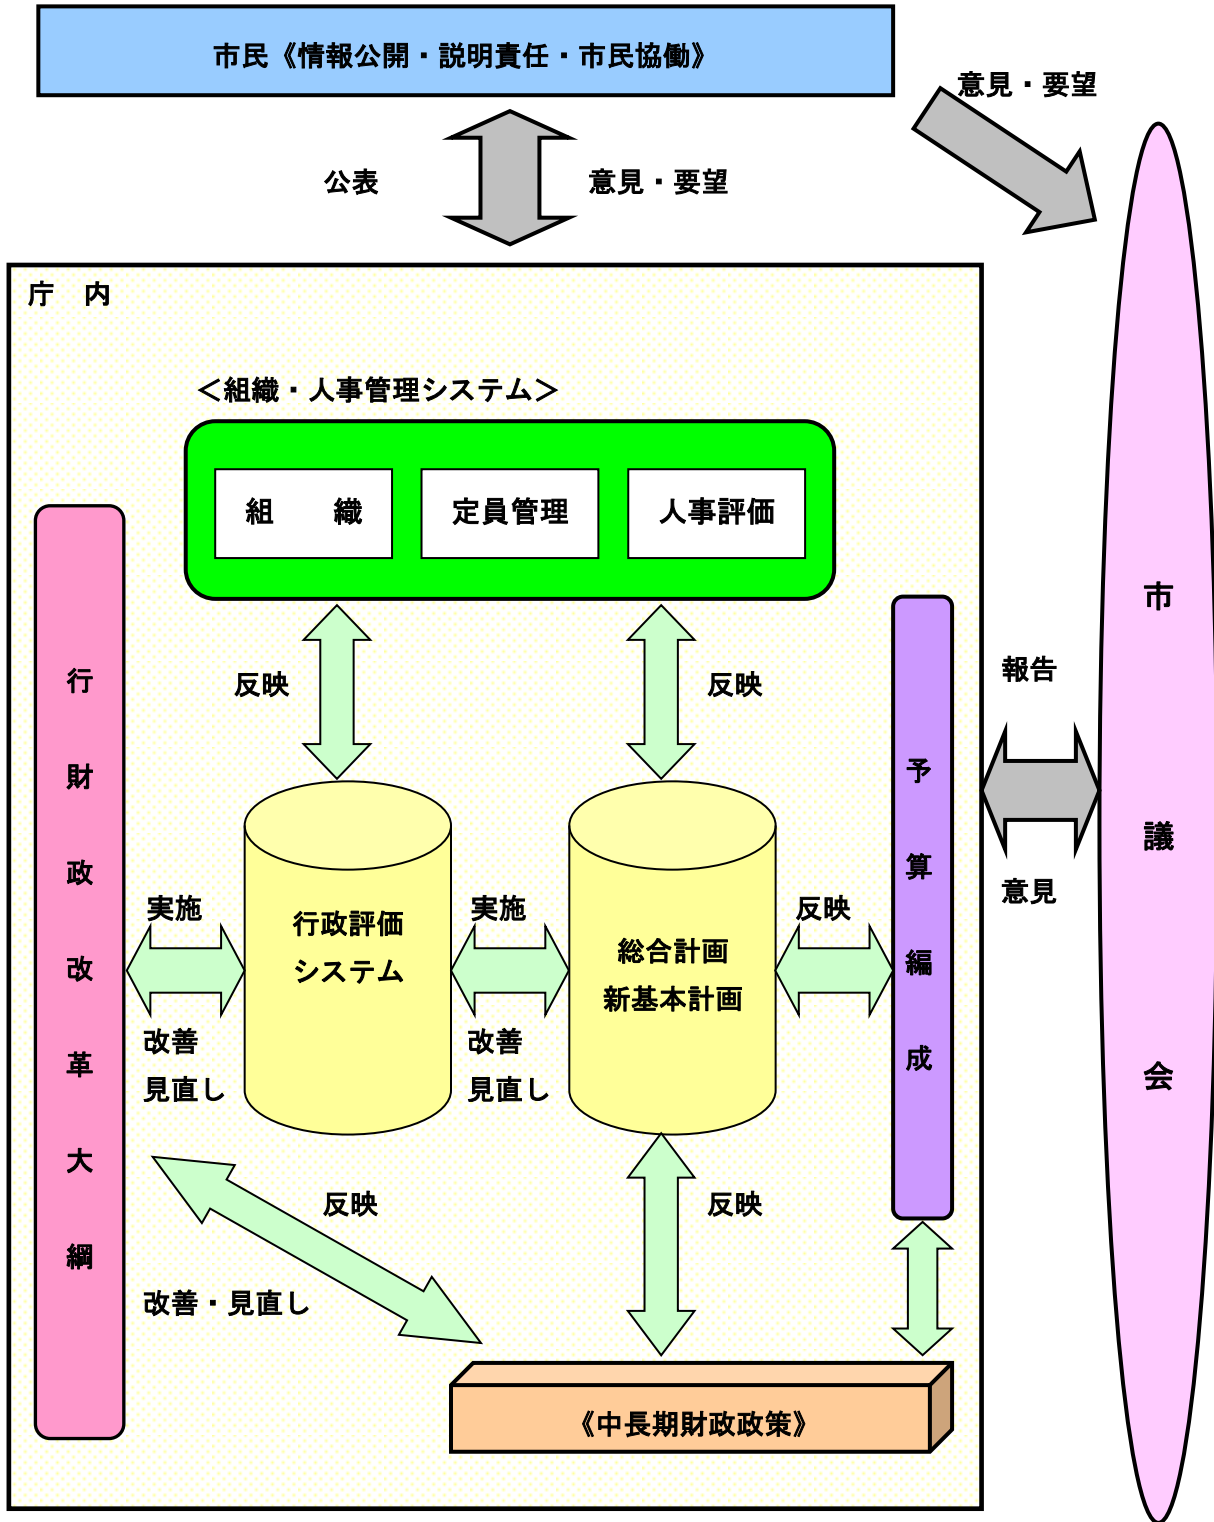 市民《情報公開・説明責任・市民協働》
意見・要望
公表
意見・要望
庁　内
＜組織・人事管理システム＞
組　　織
定員管理
人事評価
反映
反映
行財政改革大綱
実施
改善
見直し
行政評価
システム
実施
改善
見直し
総合計画
新基本計画
反映
予算編成
報告
意見
市議会
反映
改善・見直し
反映
《中長期財政政策》